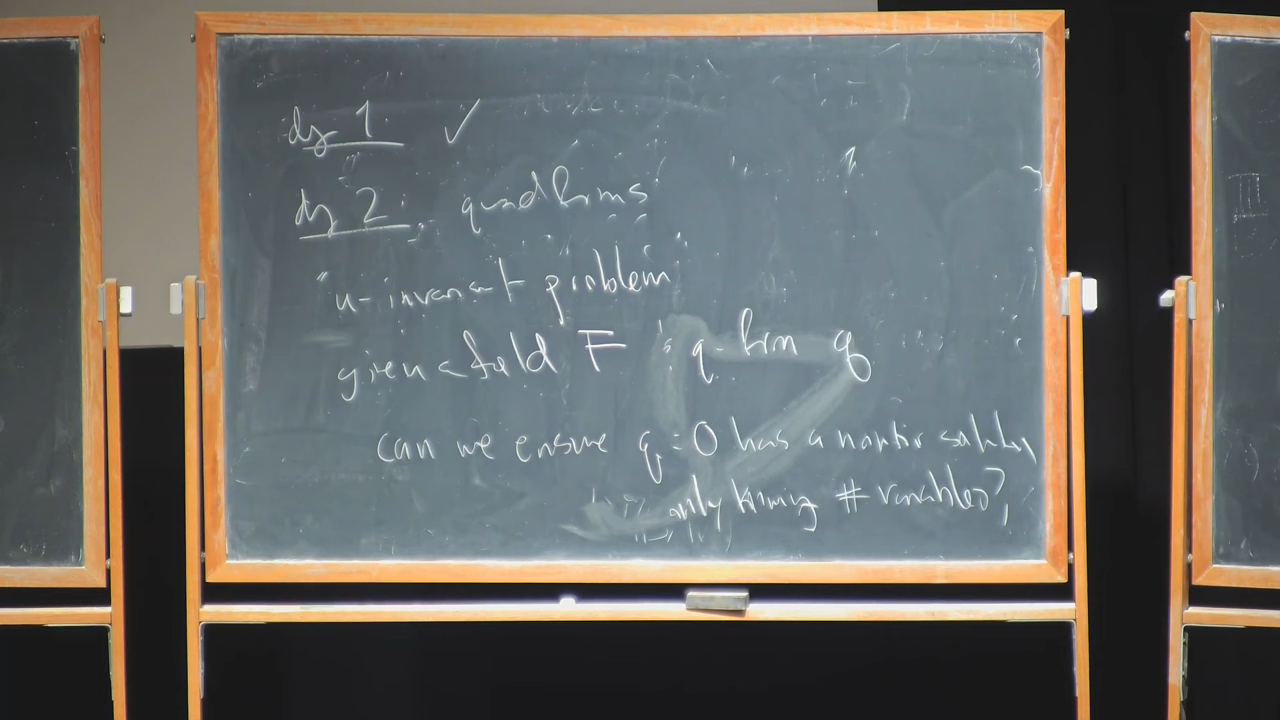 deg 1 ✓
deg 2: quad forms
"u-invariant problem"
given a field F & q-form q
can we ensure q=0 has a nontriv soln by
only knowing # variables?